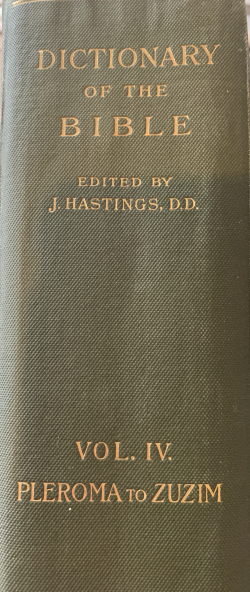 DICTIONARY
OF THE
BIBLE
EDITED BY
J. HASTINGS, D.D.
VOL. IV.
PLEROMA TO ZUZIM